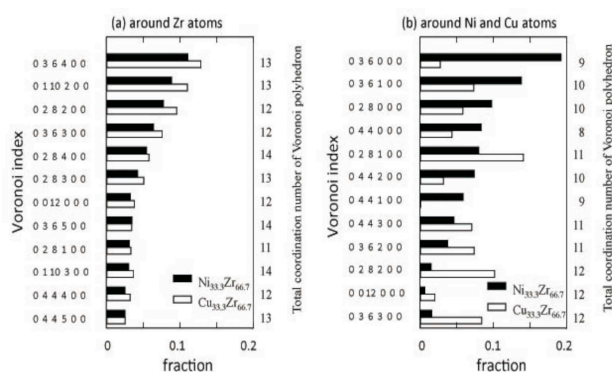 (a) around Zr atoms
Voronoi index
0 3 6 4 0 0
0 1 10 2 0 0
0 2 8 2 0 0
0 3 6 3 0 0
0 2 8 4 0 0
0 2 8 3 0 0
0 0 12 0 0 0
0 3 6 5 0 0
0 2 8 1 0 0
0 1 10 3 0 0
0 4 4 4 0 0
0 4 4 5 0 0
13
13
12
12
14
13
12
14
11
14
12
13
Total coordination number of Voronoi polyhedron
Ni33.3Zr66.7
Cu33.3Zr66.7
0 0.1 0.2
fraction
(b) around Ni and Cu atoms
Voronoi index
0 3 6 0 0 0
0 3 6 1 0 0
0 2 8 0 0 0
0 4 4 0 0 0
0 2 8 1 0 0
0 4 4 2 0 0
0 4 4 1 0 0
0 4 4 3 0 0
0 3 6 2 0 0
0 2 8 2 0 0
0 0 12 0 0 0
0 3 6 3 0 0
9
10
10
8
11
10
9
11
11
12
12
12
Total coordination number of Voronoi polyhedron
Ni33.3Zr66.7
Cu33.3Zr66.7
0 0.1 0.2
fraction